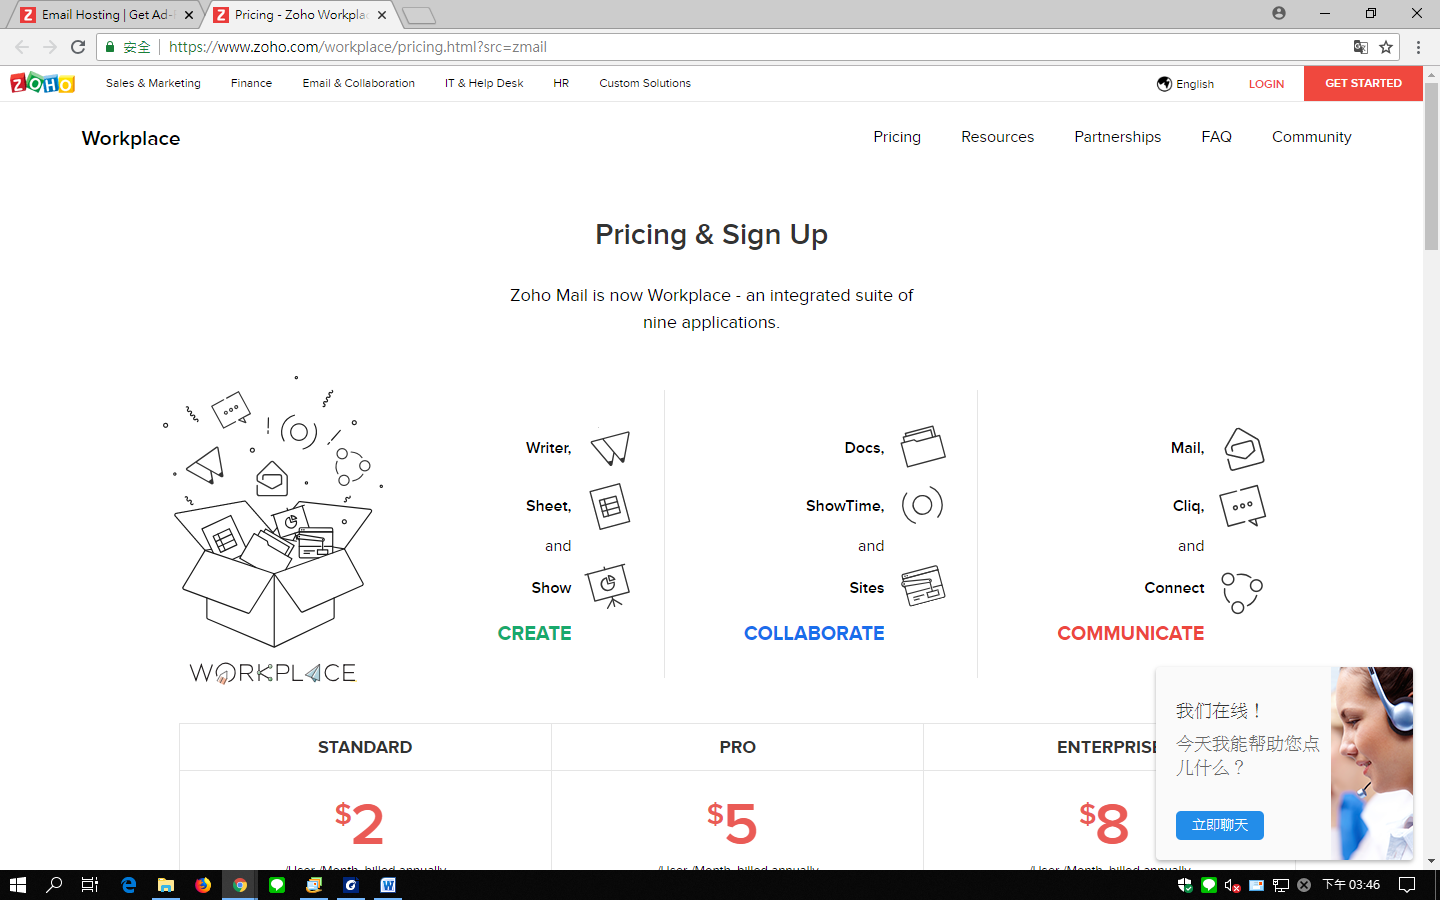 Email Hosting | Get Ad-
Pricing - Zoho Workpla
安全
https://www.zoho.com/workplace/pricing.html?src=zmail
ZOHO
Sales & Marketing
Finance
Email & Collaboration
IT & Help Desk
HR
Custom Solutions
English
LOGIN
GET STARTED
Workplace
Pricing
Resources
Partnerships
FAQ
Community
Pricing & Sign Up
Zoho Mail is now Workplace - an integrated suite of
nine applications.
WORKPLACE
Writer,
Sheet,
and
Show
CREATE
Docs,
ShowTime,
and
Sites
COLLABORATE
Mail,
Cliq,
and
Connect
COMMUNICATE
STANDARD
PRO
ENTERPRISE
$2
$5
$8
/User /Month billed annually
/User /Month billed annually
/User /Month billed annually
我们在线！
今天我能帮助您点
儿什么？
立即聊天
下午 03:46